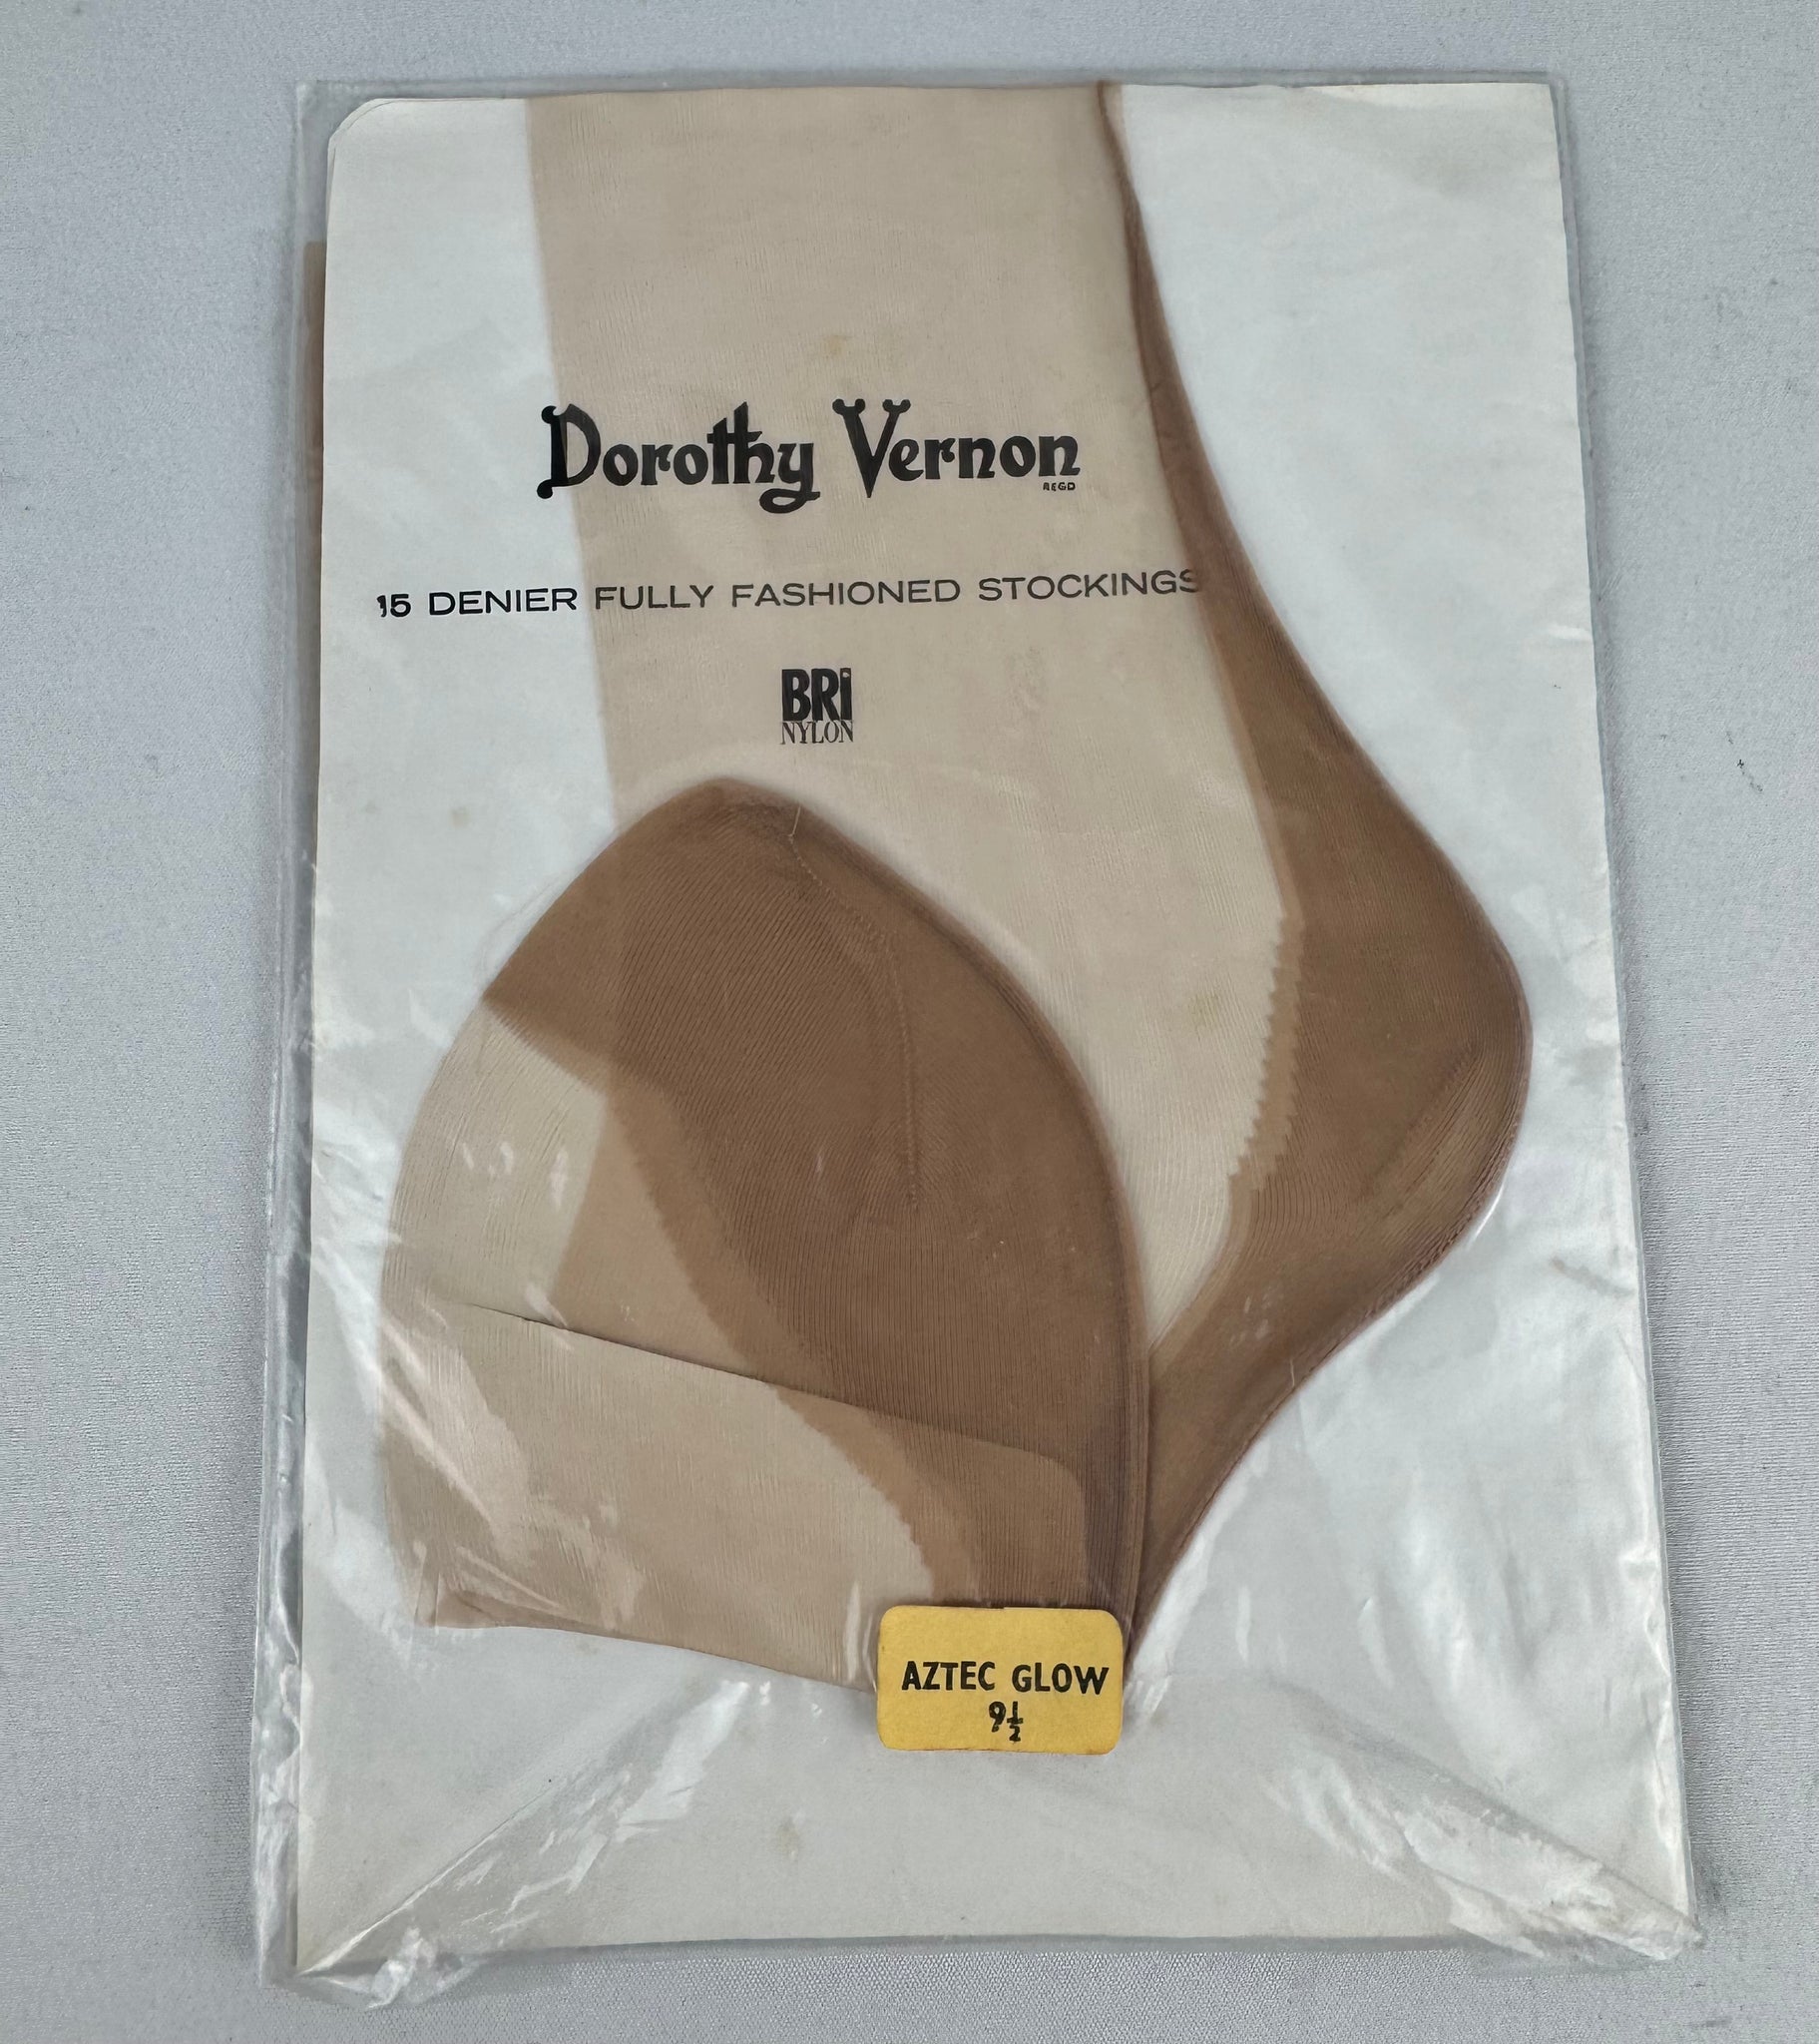 Dorothy Vernon
REGD
15 DENIER FULLY FASHIONED STOCKINGS
BRi
NYLON
AZTEC GLOW
9½